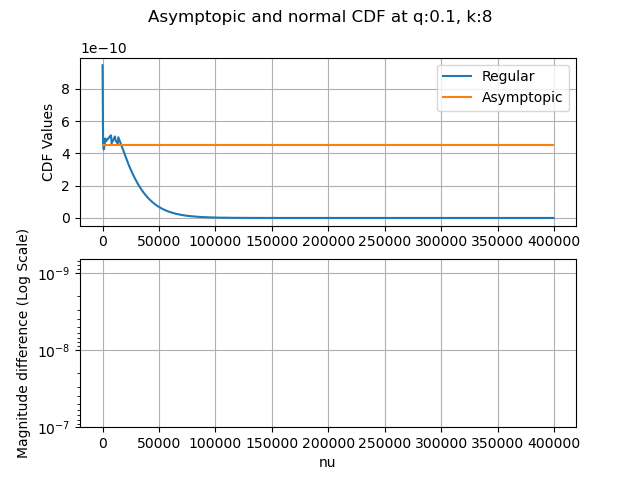 Asymptopic and normal CDF at q:0.1, k:8
1e−10
CDF Values
8
6
4
2
0
Regular
Asymptopic
0 50000 100000 150000 200000 250000 300000 350000 400000
Magnitude difference (Log Scale)
10⁻⁹
10⁻⁸
10⁻⁷
0 50000 100000 150000 200000 250000 300000 350000 400000
nu